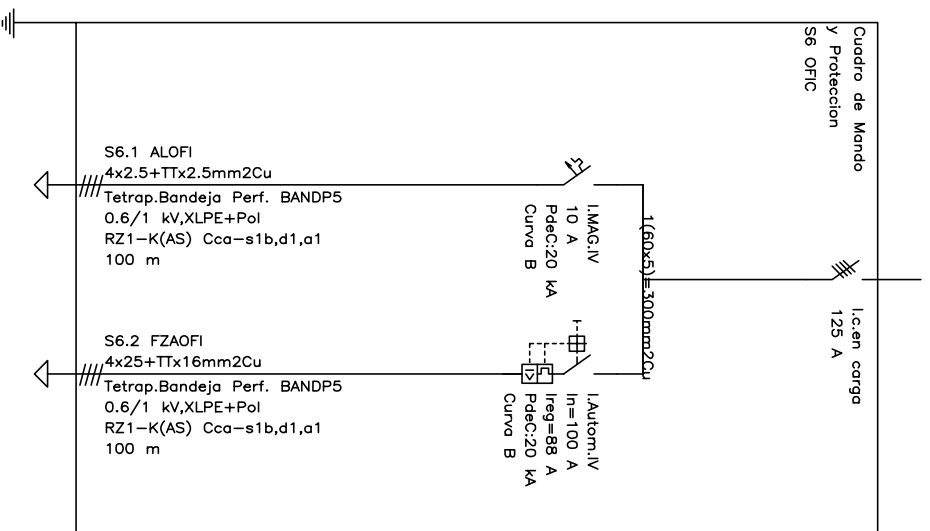 Cuadro de Mando
y Proteccion
S6 OFIC
I.c.en carga
125 A
1(60x5)=300mm2Cu
I.MAG.IV
10 A
PdeC:20 kA
Curva B
S6.1 ALOFI
4x2.5+TTx2.5mm2Cu
Tetrap.Bandeja Perf. BANDP5
0.6/1 kV,XLPE+Pol
RZ1-K(AS) Cca-s1b,d1,a1
100 m
I.Autom.IV
In=100 A
Ireg=88 A
PdeC:20 kA
Curva B
S6.2 FZAOFI
4x25+TTx16mm2Cu
Tetrap.Bandeja Perf. BANDP5
0.6/1 kV,XLPE+Pol
RZ1-K(AS) Cca-s1b,d1,a1
100 m